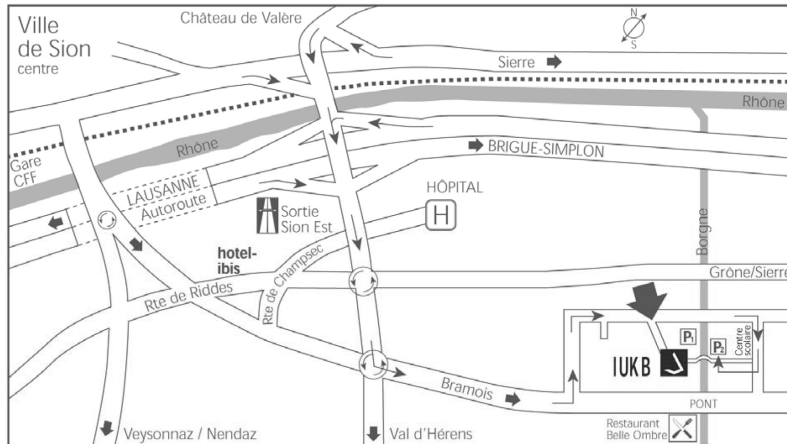 Ville
de Sion
centre
Château de Valère
N
S
Sierre
Rhône
Rhône
Gare
CFF
LAUSANNE
Autoroute
BRIGUE-SIMPLON
HÔPITAL
H
Sortie
Sion Est
hotel-
ibis
Rte de Riddes
Rte de Champsec
Borgne
Grône/Sierre
P1
P2
Centre
scolaire
IUKB
Bramois
PONT
Veysonnaz / Nendaz
Val d'Hérens
Restaurant
Belle Ombre